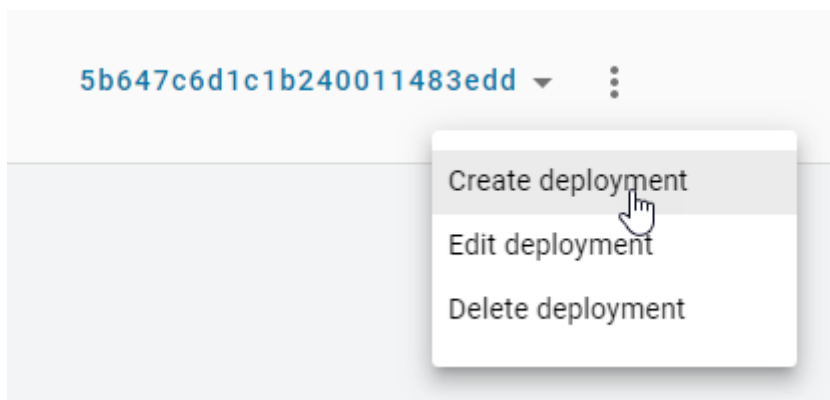 5b647c6d1c1b240011483edd
Create deployment
Edit deployment
Delete deployment